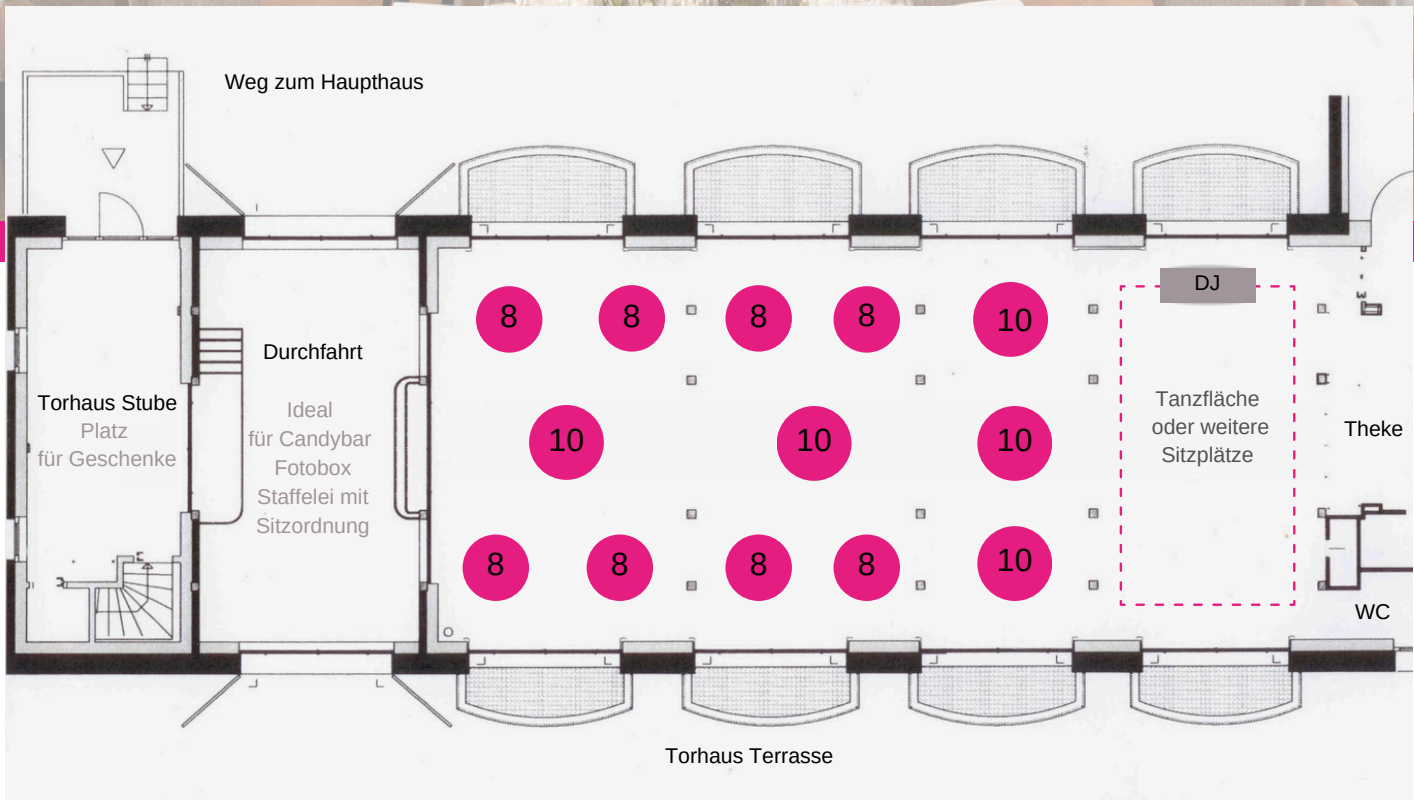 Weg zum Haupthaus
DJ
8
8
8
8
10
Durchfahrt
Torhaus Stube
Platz
für Geschenke
Ideal
für Candybar
Fotobox
Staffelei mit
Sitzordnung
10
10
10
Tanzfläche
oder weitere
Sitzplätze
Theke
8
8
8
8
10
WC
Torhaus Terrasse